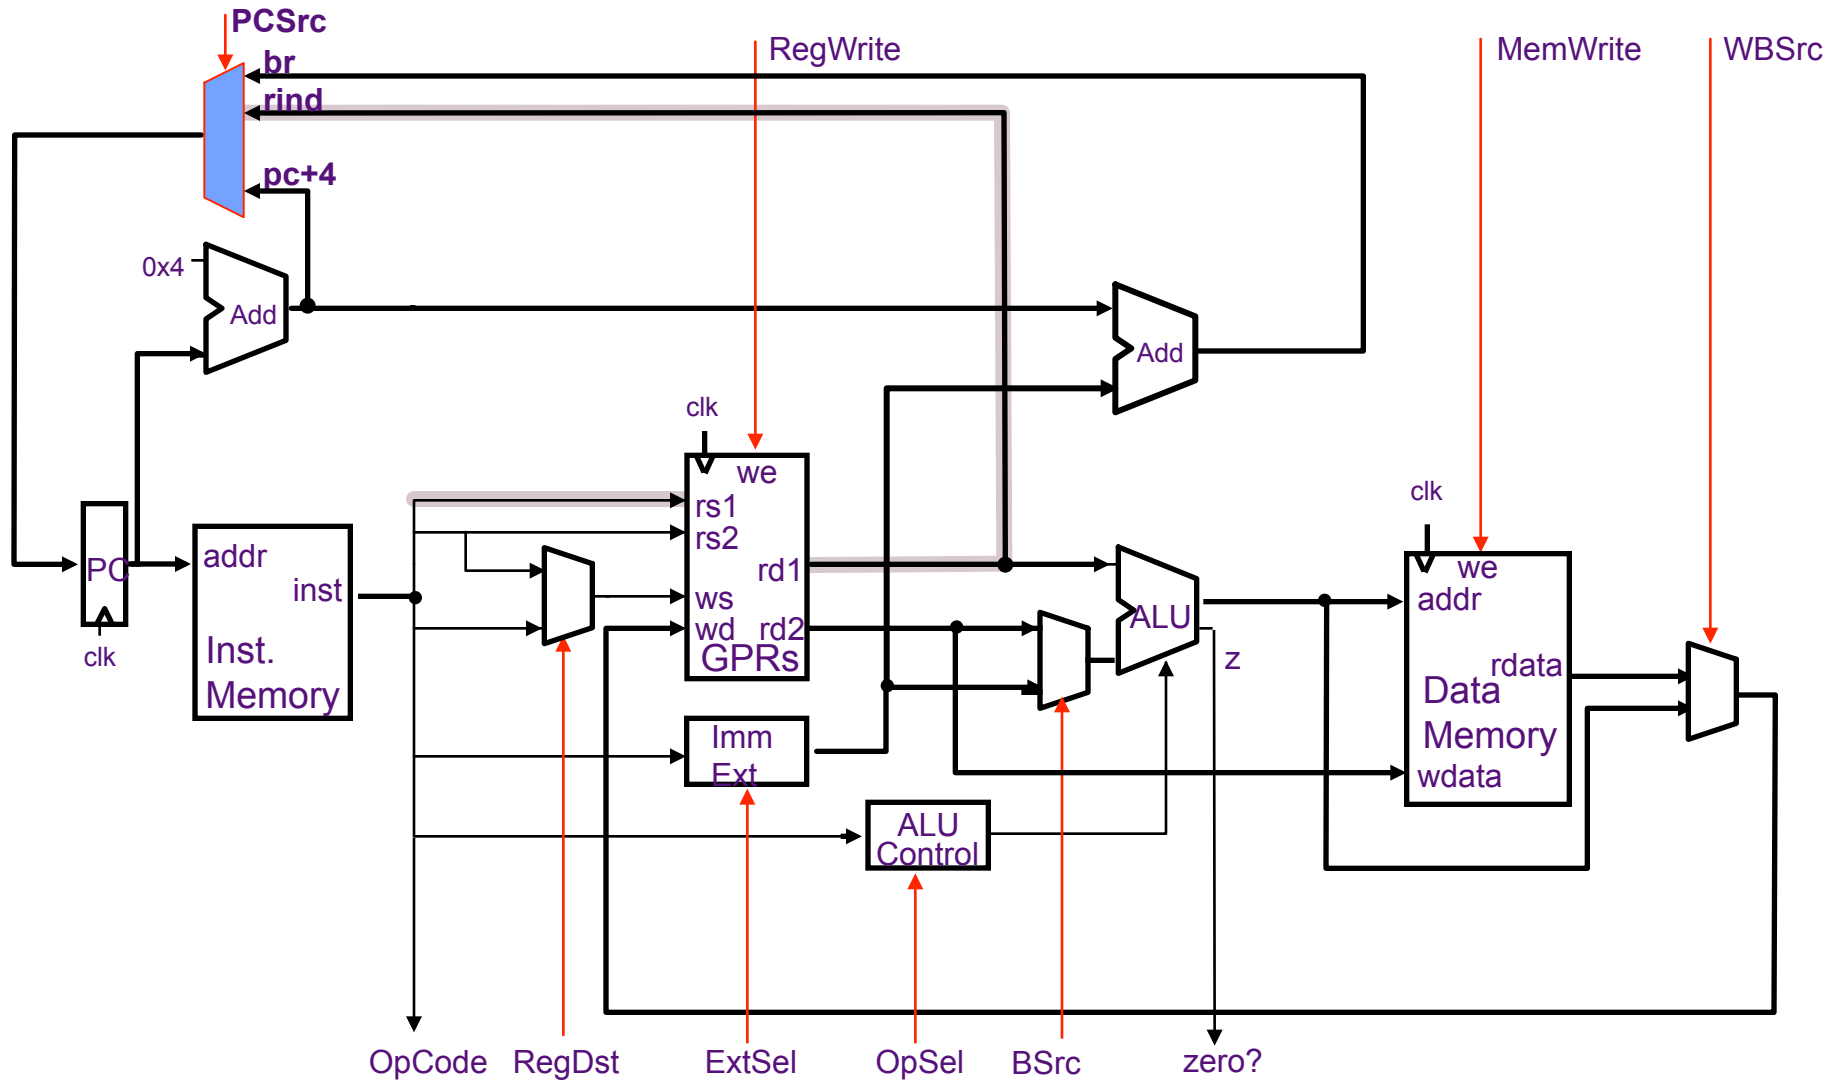 PCSrc
br
RegWrite
MemWrite
WBSrc
rind
pc+4
0x4
Add
Add
clk
we
rs1
rs2
rd1
ws
wd
rd2
GPRs
clk
we
addr
rdata
Data
Memory
wdata
PC
clk
addr
inst
Inst.
Memory
ALU
z
Imm
Ext
ALU
Control
OpCode
RegDst
ExtSel
OpSel
BSrc
zero?